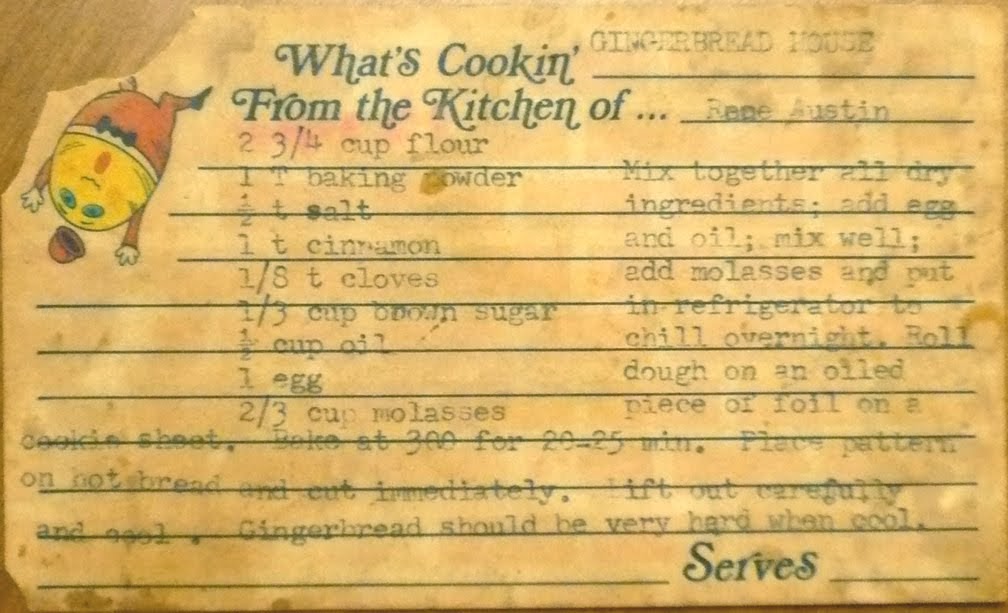 What's Cookin' GINGERBREAD HOUSE
From the Kitchen of ... Rene Austin
2 3/4 cup flour
1 T baking powder
½ t salt
1 t cinnamon
1/8 t cloves
1/3 cup brown sugar
½ cup oil
1 egg
2/3 cup molasses
Mix together all dry
ingredients; add egg
and oil; mix well;
add molasses and put
in refrigerator to
chill overnight. Roll
dough on an oiled
piece of foil on a
cookie sheet. Bake at 300 for 20-25 min. Place pattern
on hot bread and cut immediately. Lift out carefully
and cool. Gingerbread should be very hard when cool.
Serves